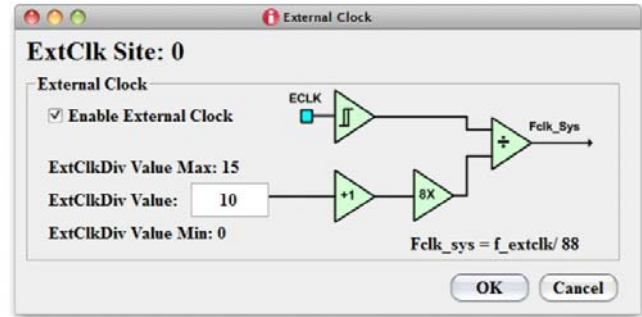 External Clock
ExtClk Site: 0
External Clock
Enable External Clock
ECLK
Fclk_Sys
÷
ExtClkDiv Value Max: 15
ExtClkDiv Value: 10
+1
8X
ExtClkDiv Value Min: 0
Fclk_sys = f_extclk/ 88
OK Cancel